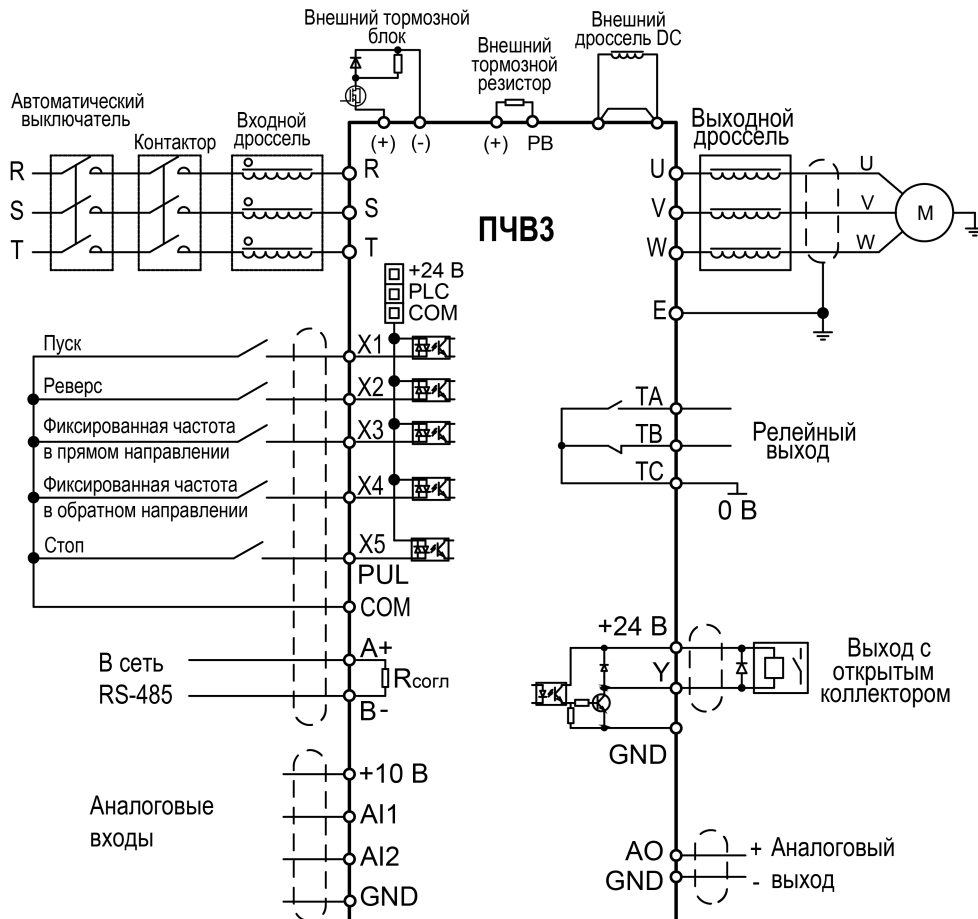 Внешний тормозной
блок
Внешний
тормозной
резистор
Внешний
дроссель DC
Автоматический
выключатель
Контактор
Входной
дроссель
(+)
(-)
(+)
PB
Выходной
дроссель
R
S
T
R
S
T
ПЧВ3
U
V
W
U
V
W
M
E
+24 В
PLC
COM
Пуск
X1
Реверс
X2
Фиксированная частота
в прямом направлении
X3
Фиксированная частота
в обратном направлении
X4
Стоп
X5
PUL
COM
TA
TB
TC
Релейный
выход
0 В
В сеть
RS-485
A+
Rсогл
B-
+24 В
Y
GND
Выход с
открытым
коллектором
Аналоговые
входы
+10 В
AI1
AI2
GND
AO
GND
+ Аналоговый
- выход